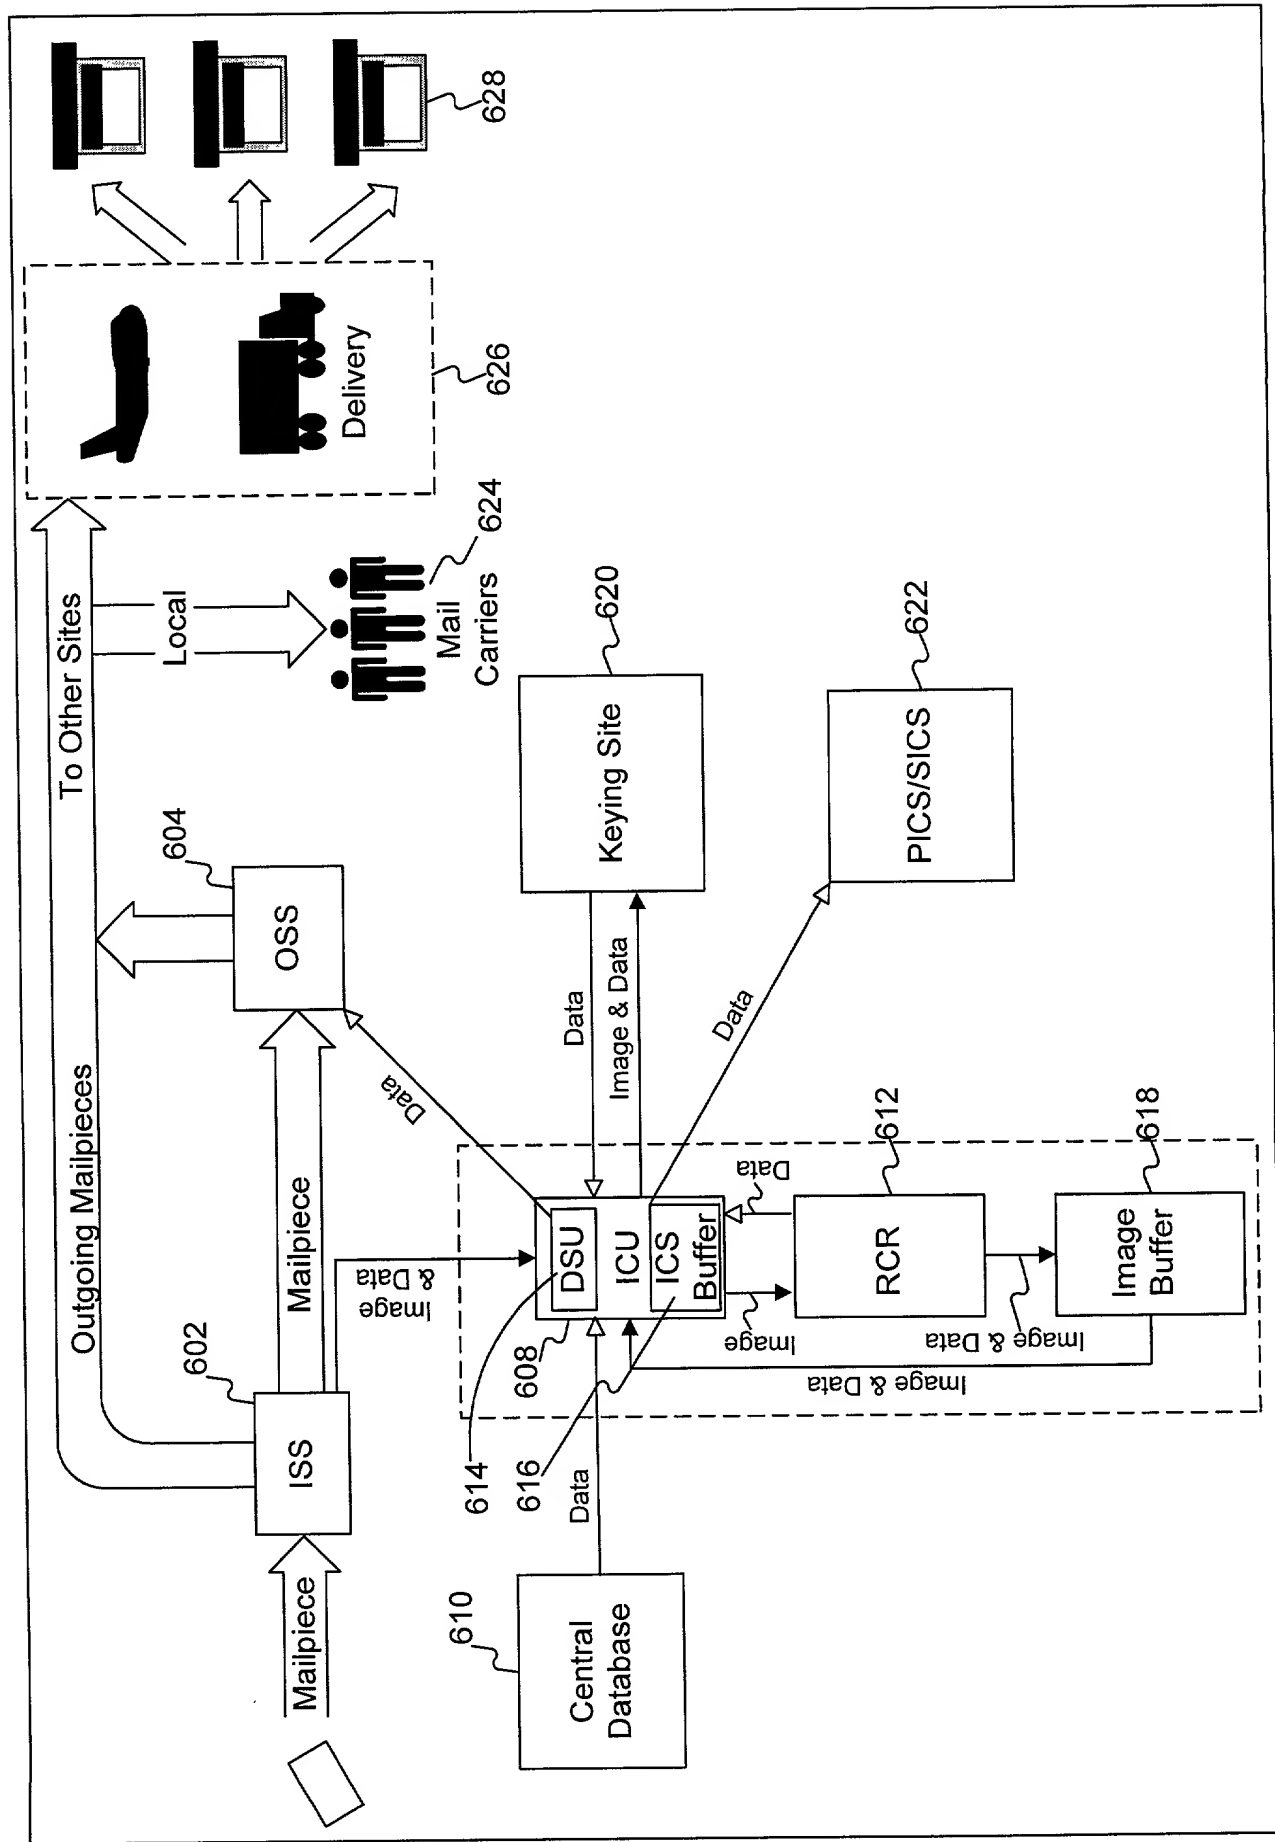 Outgoing Mailpieces
To Other Sites
Local
Mailpiece
602
ISS
Mailpiece
604
OSS
Mail
Carriers
624
Delivery
626
628
Image
& Data
Data
610
Central
Database
Data
614
616
608
DSU
ICU
ICS
Buffer
Data
Image & Data
Keying Site
620
Data
PICS/SICS
622
Image
Data
RCR
612
Image & Data
Image & Data
Image
Buffer
618